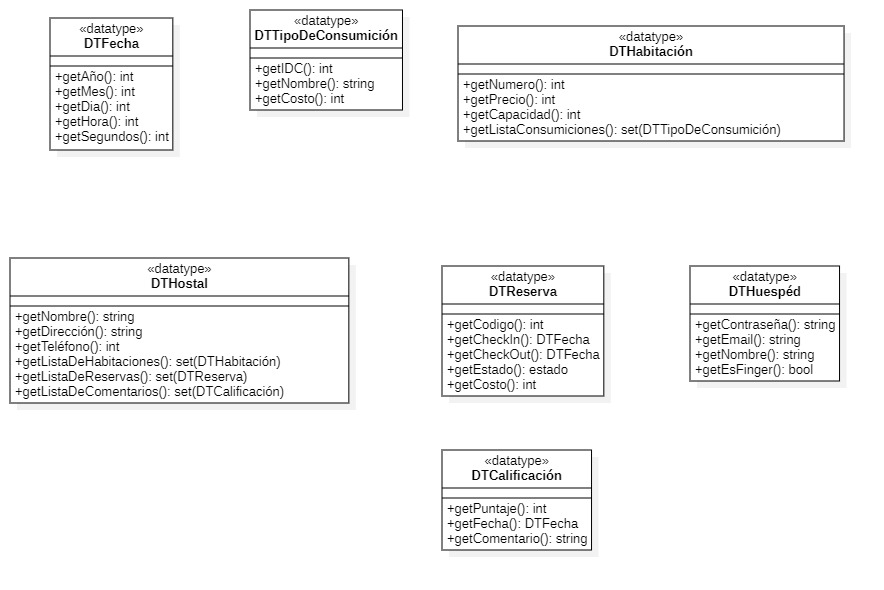 «datatype»
DTFecha
+getAño(): int
+getMes(): int
+getDia(): int
+getHora(): int
+getSegundos(): int
«datatype»
DTTipoDeConsumición
+getIDC(): int
+getNombre(): string
+getCosto(): int
«datatype»
DTHabitación
+getNumero(): int
+getPrecio(): int
+getCapacidad(): int
+getListaConsumiciones(): set(DTTipoDeConsumición)
«datatype»
DTHostal
+getNombre(): string
+getDirección(): string
+getTeléfono(): int
+getListaDeHabitaciones(): set(DTHabitación)
+getListaDeReservas(): set(DTReserva)
+getListaDeComentarios(): set(DTCalificación)
«datatype»
DTReserva
+getCodigo(): int
+getCheckIn(): DTFecha
+getCheckOut(): DTFecha
+getEstado(): estado
+getCosto(): int
«datatype»
DTHuespéd
+getContraseña(): string
+getEmail(): string
+getNombre(): string
+getEsFinger(): bool
«datatype»
DTCalificación
+getPuntaje(): int
+getFecha(): DTFecha
+getComentario(): string